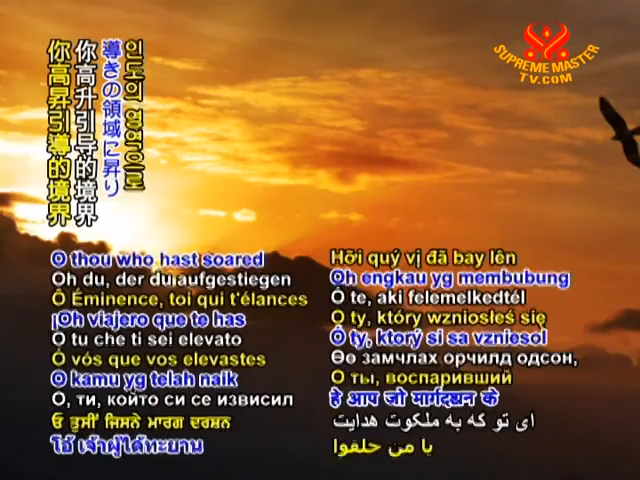 SUPREME MASTER
TV.COM
인도의 영역으로
導きの領域に昇り
你高升引导的境界
你高昇引導的境界
O thou who hast soared
Oh du, der du aufgestiegen
Ô Éminence, toi qui t'élances
¡Oh viajero que te has
O tu che ti sei elevato
Ó vós que vos elevastes
O kamu yg telah naik
О, ти, който си се извисил
ਓ ਤੁਸੀਂ ਜਿਸਨੇ ਮਾਰਗ ਦਰਸ਼ਨ
โอ้ เจ้าผู้ได้ทะยาน
Hỡi quý vị đã bay lên
Oh engkau yg membubung
Ó te, aki felemelkedtél
O ty, który wzniosłeś się
Ó ty, ktorý si sa vzniesol
Өө замчлах орчилд одсон,
О ты, воспаривший
हे आप जो मार्गदर्शन के
ای تو که به ملکوت هدایت
يا من حلقوا